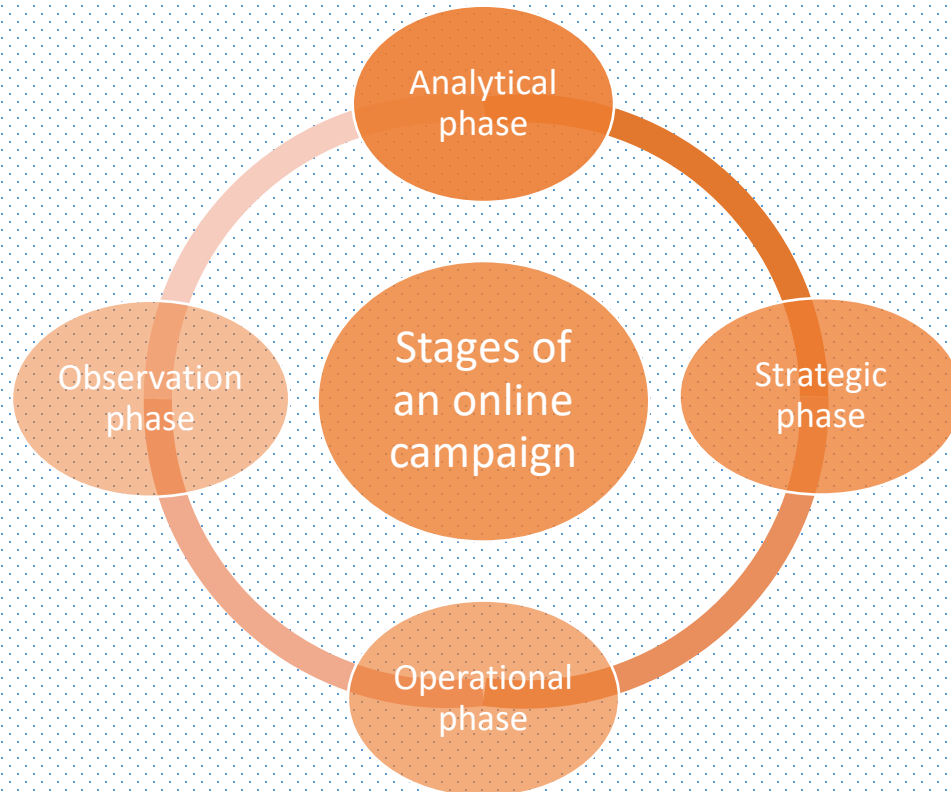 Analytical
phase
Strategic
phase
Operational
phase
Observation
phase
Stages of
an online
campaign